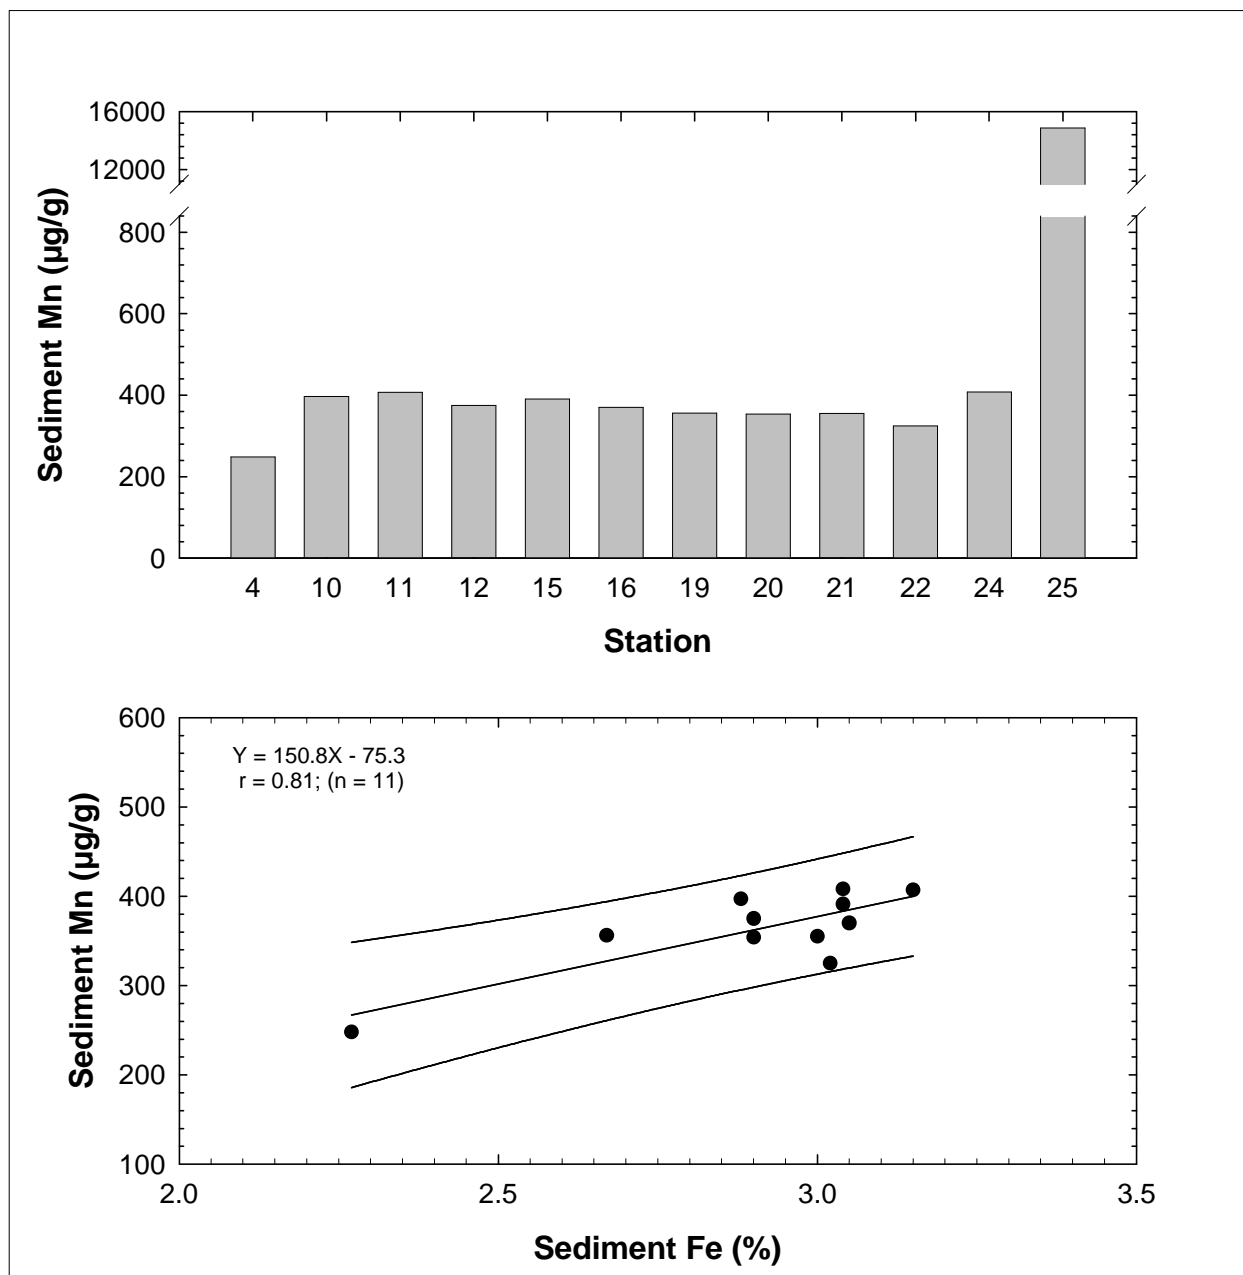 16000
12000
800
600
400
200
0
Sediment Mn (µg/g)
4 10 11 12 15 16 19 20 21 22 24 25
Station
600
500
400
300
200
100
Sediment Mn (µg/g)
Y = 150.8X - 75.3
r = 0.81; (n = 11)
2.0 2.5 3.0 3.5
Sediment Fe (%)